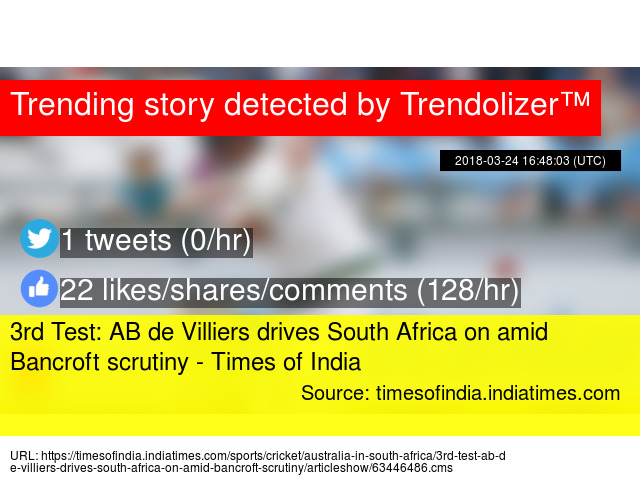 Trending story detected by Trendolizer™
2018-03-24 16:48:03 (UTC)
1 tweets (0/hr)
22 likes/shares/comments (128/hr)
3rd Test: AB de Villiers drives South Africa on amid
Bancroft scrutiny - Times of India
Source: timesofindia.indiatimes.com
URL: https://timesofindia.indiatimes.com/sports/cricket/australia-in-south-africa/3rd-test-ab-d
e-villiers-drives-south-africa-on-amid-bancroft-scrutiny/articleshow/63446486.cms